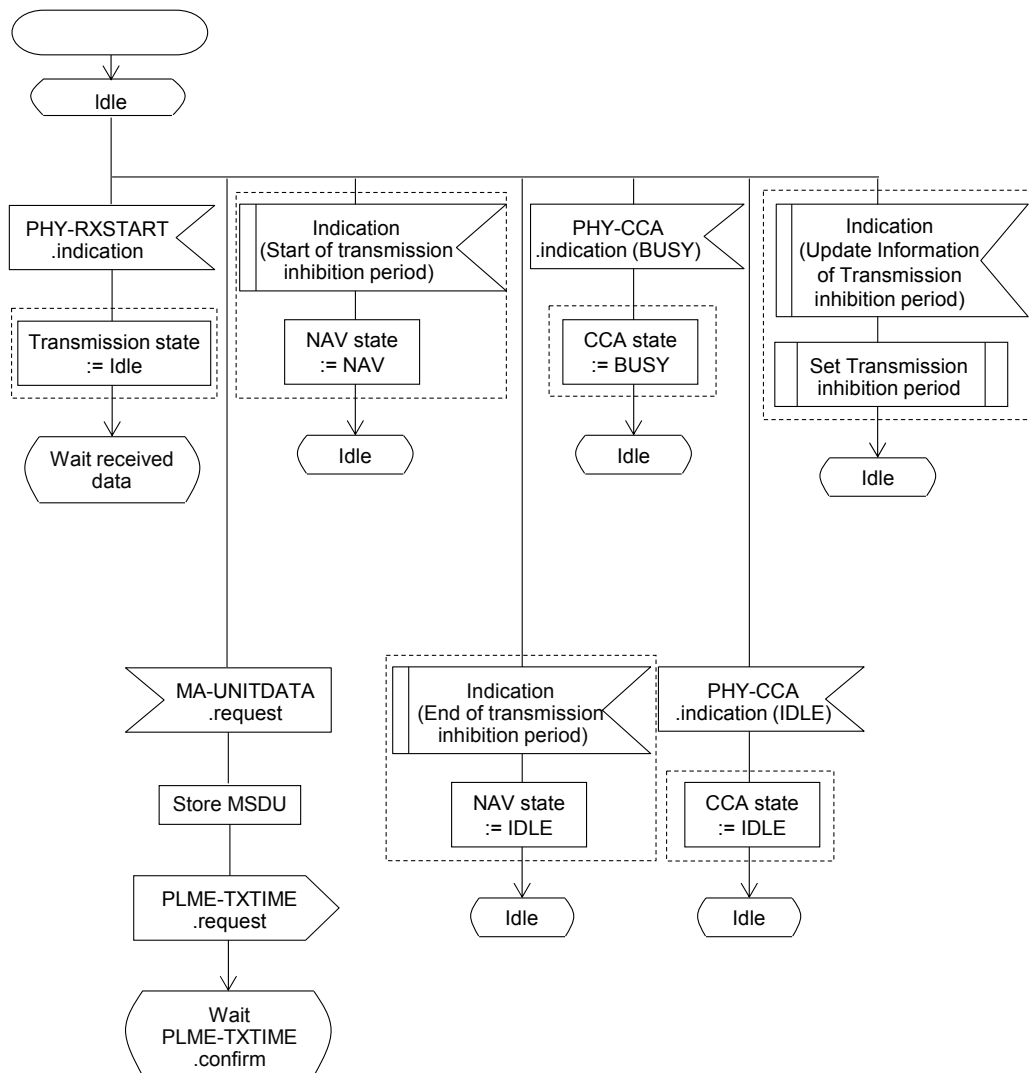 Idle
PHY-RXSTART
.indication
Transmission state
:= Idle
Wait received
data
Indication
(Start of transmission
inhibition period)
NAV state
:= NAV
Idle
PHY-CCA
.indication (BUSY)
CCA state
:= BUSY
Idle
Indication
(Update Information
of Transmission
inhibition period)
Set Transmission
inhibition period
Idle
MA-UNITDATA
.request
Store MSDU
PLME-TXTIME
.request
Wait
PLME-TXTIME
.confirm
Indication
(End of transmission
inhibition period)
NAV state
:= IDLE
Idle
PHY-CCA
.indication (IDLE)
CCA state
:= IDLE
Idle